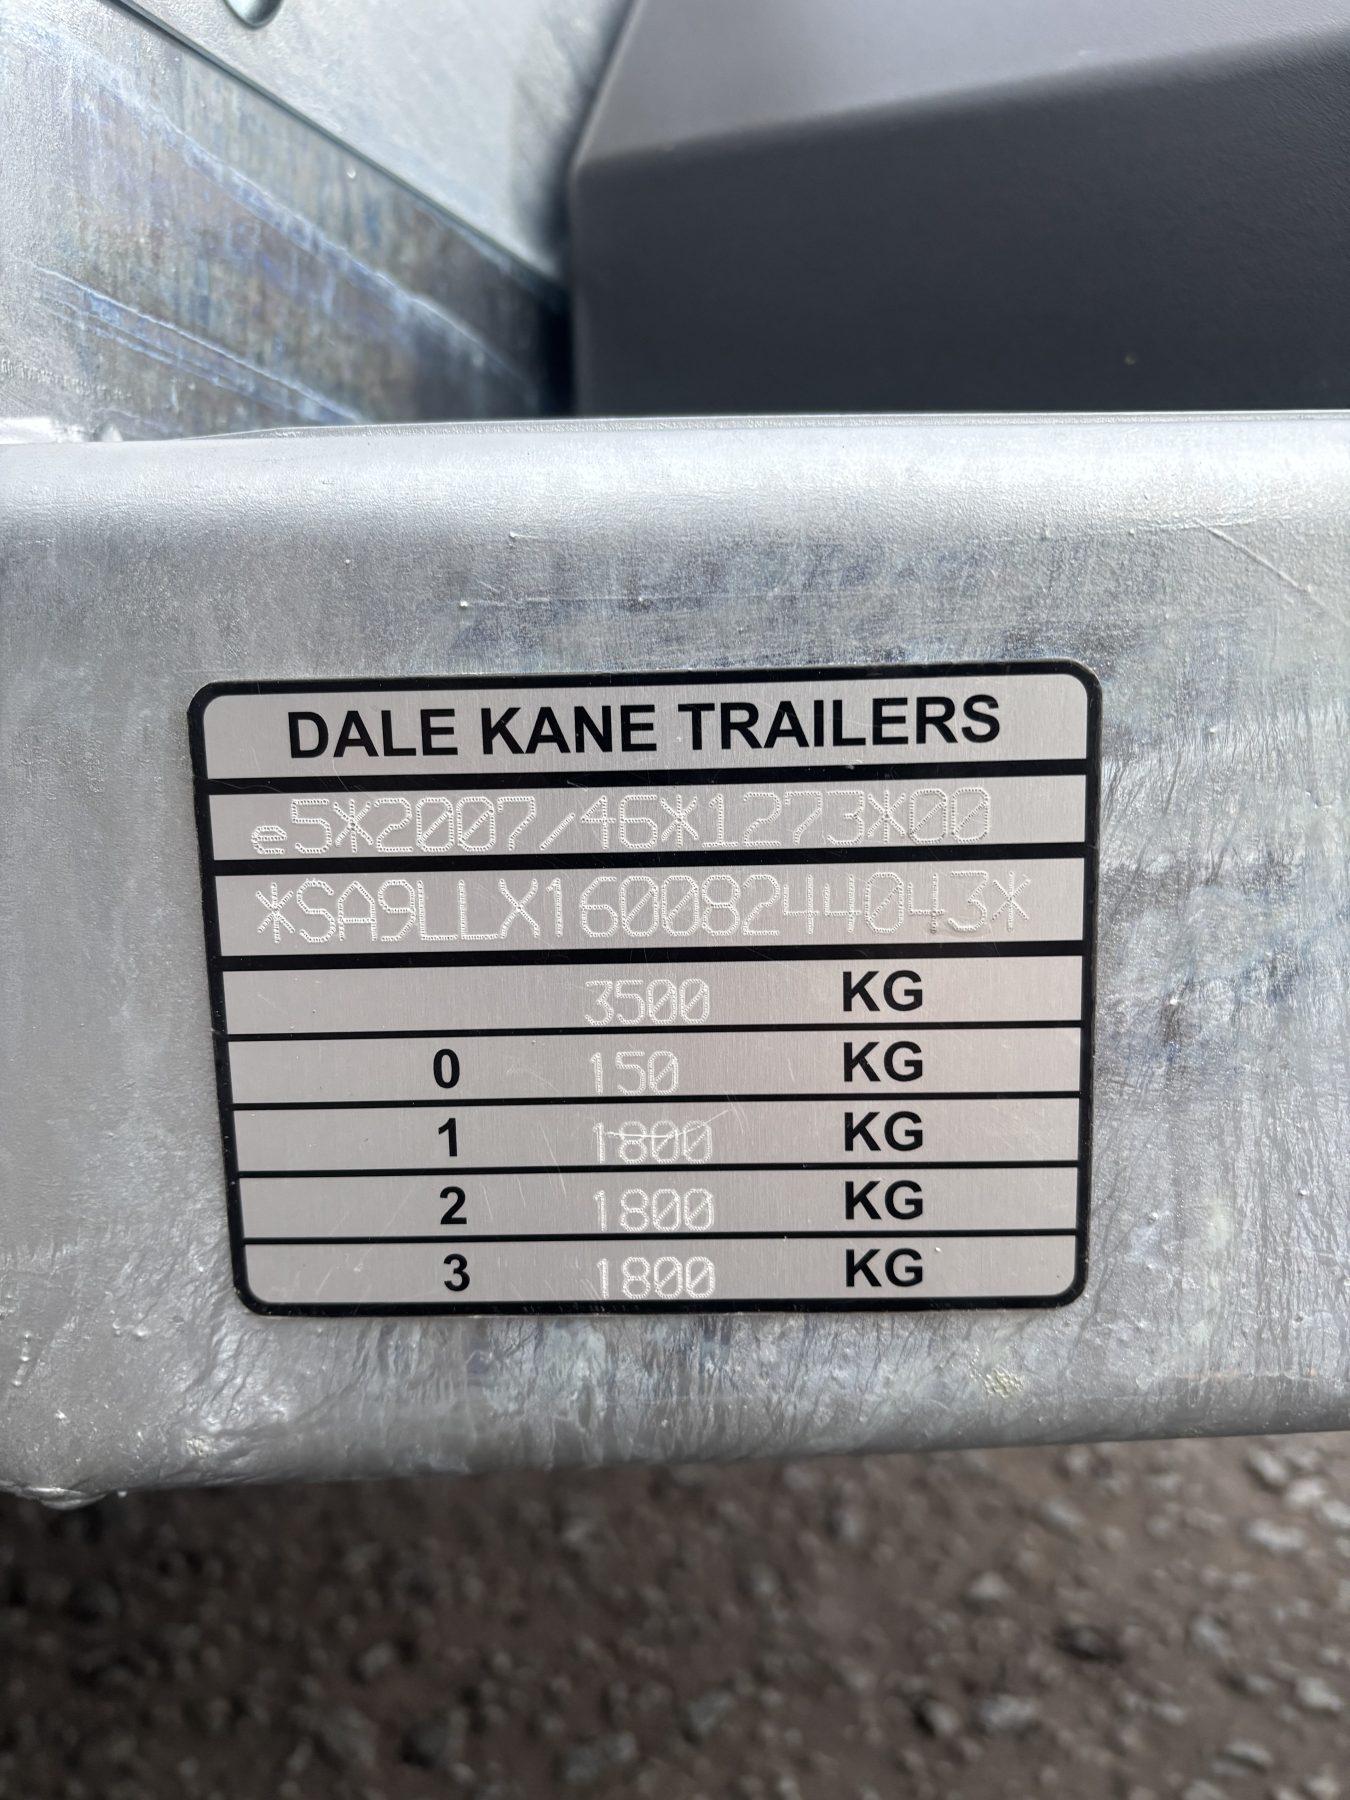 DALE KANE TRAILERS
e5*2007/46*1273*00
*SA9LLX16008244043*
3500 KG
0 150 KG
1 1800 KG
2 1800 KG
3 1800 KG